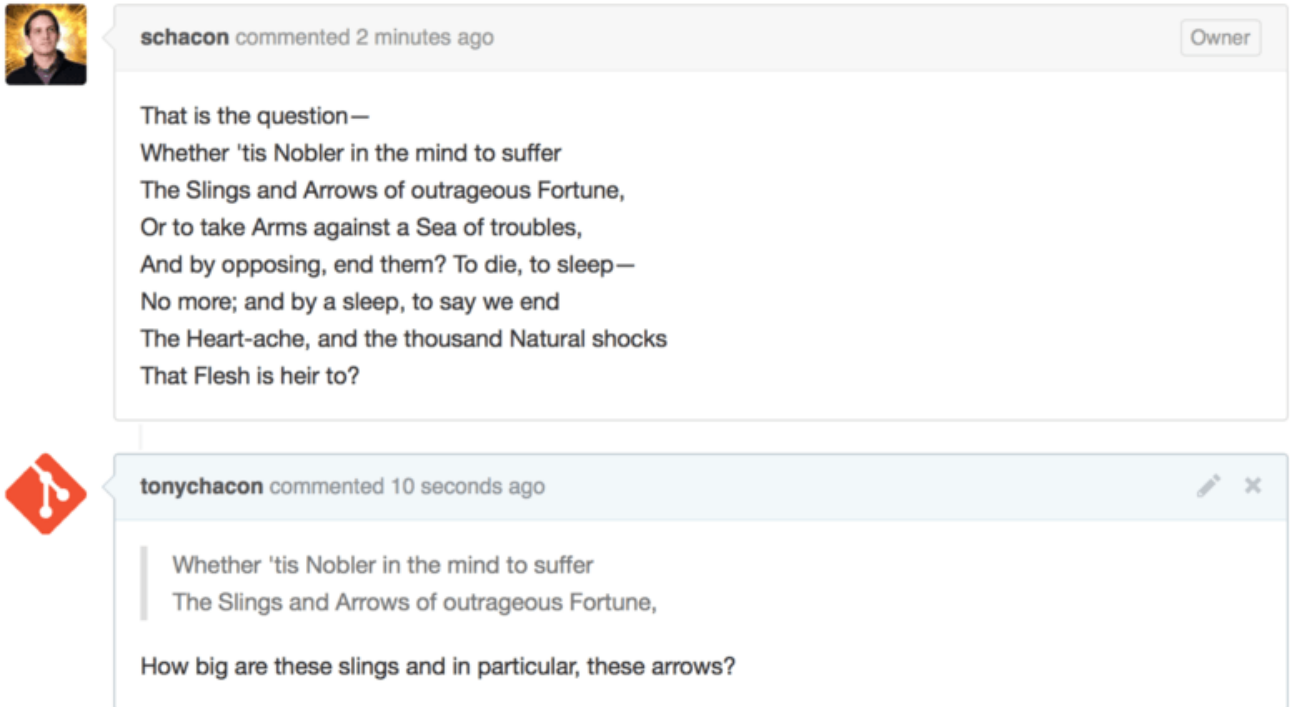 schacon commented 2 minutes ago
Owner
That is the question—
Whether 'tis Nobler in the mind to suffer
The Slings and Arrows of outrageous Fortune,
Or to take Arms against a Sea of troubles,
And by opposing, end them? To die, to sleep—
No more; and by a sleep, to say we end
The Heart-ache, and the thousand Natural shocks
That Flesh is heir to?
tonychacon commented 10 seconds ago
Whether 'tis Nobler in the mind to suffer
The Slings and Arrows of outrageous Fortune,
How big are these slings and in particular, these arrows?